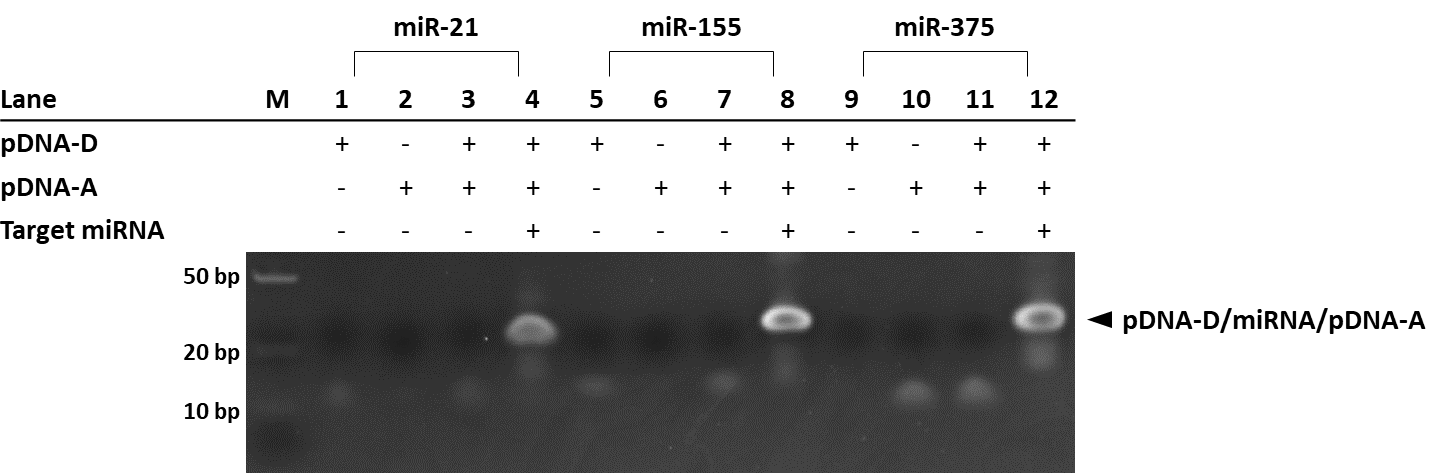 miR-21 miR-155 miR-375
Lane M 1 2 3 4 5 6 7 8 9 10 11 12
pDNA-D + - + + + - + + + - + +
pDNA-A - + + + - + + + - + + +
Target miRNA - - - + - - - + - - - +
50 bp
pDNA-D/miRNA/pDNA-A
20 bp
10 bp